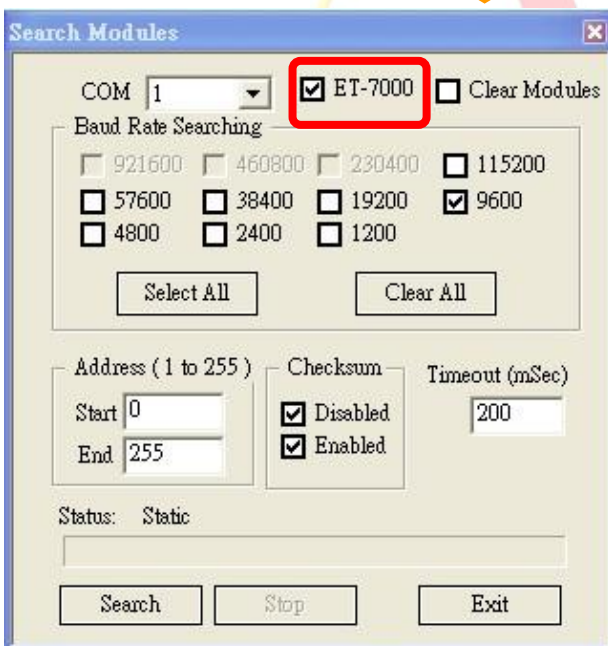 Search Modules
COM 1 ET-7000 Clear Modules
Baud Rate Searching
921600 460800 230400 115200
57600 38400 19200 9600
4800 2400 1200
Select All Clear All
Address ( 1 to 255 ) Checksum Timeout (mSec)
Start 0 Disabled 200
End 255 Enabled
Status: Static
Search Stop Exit